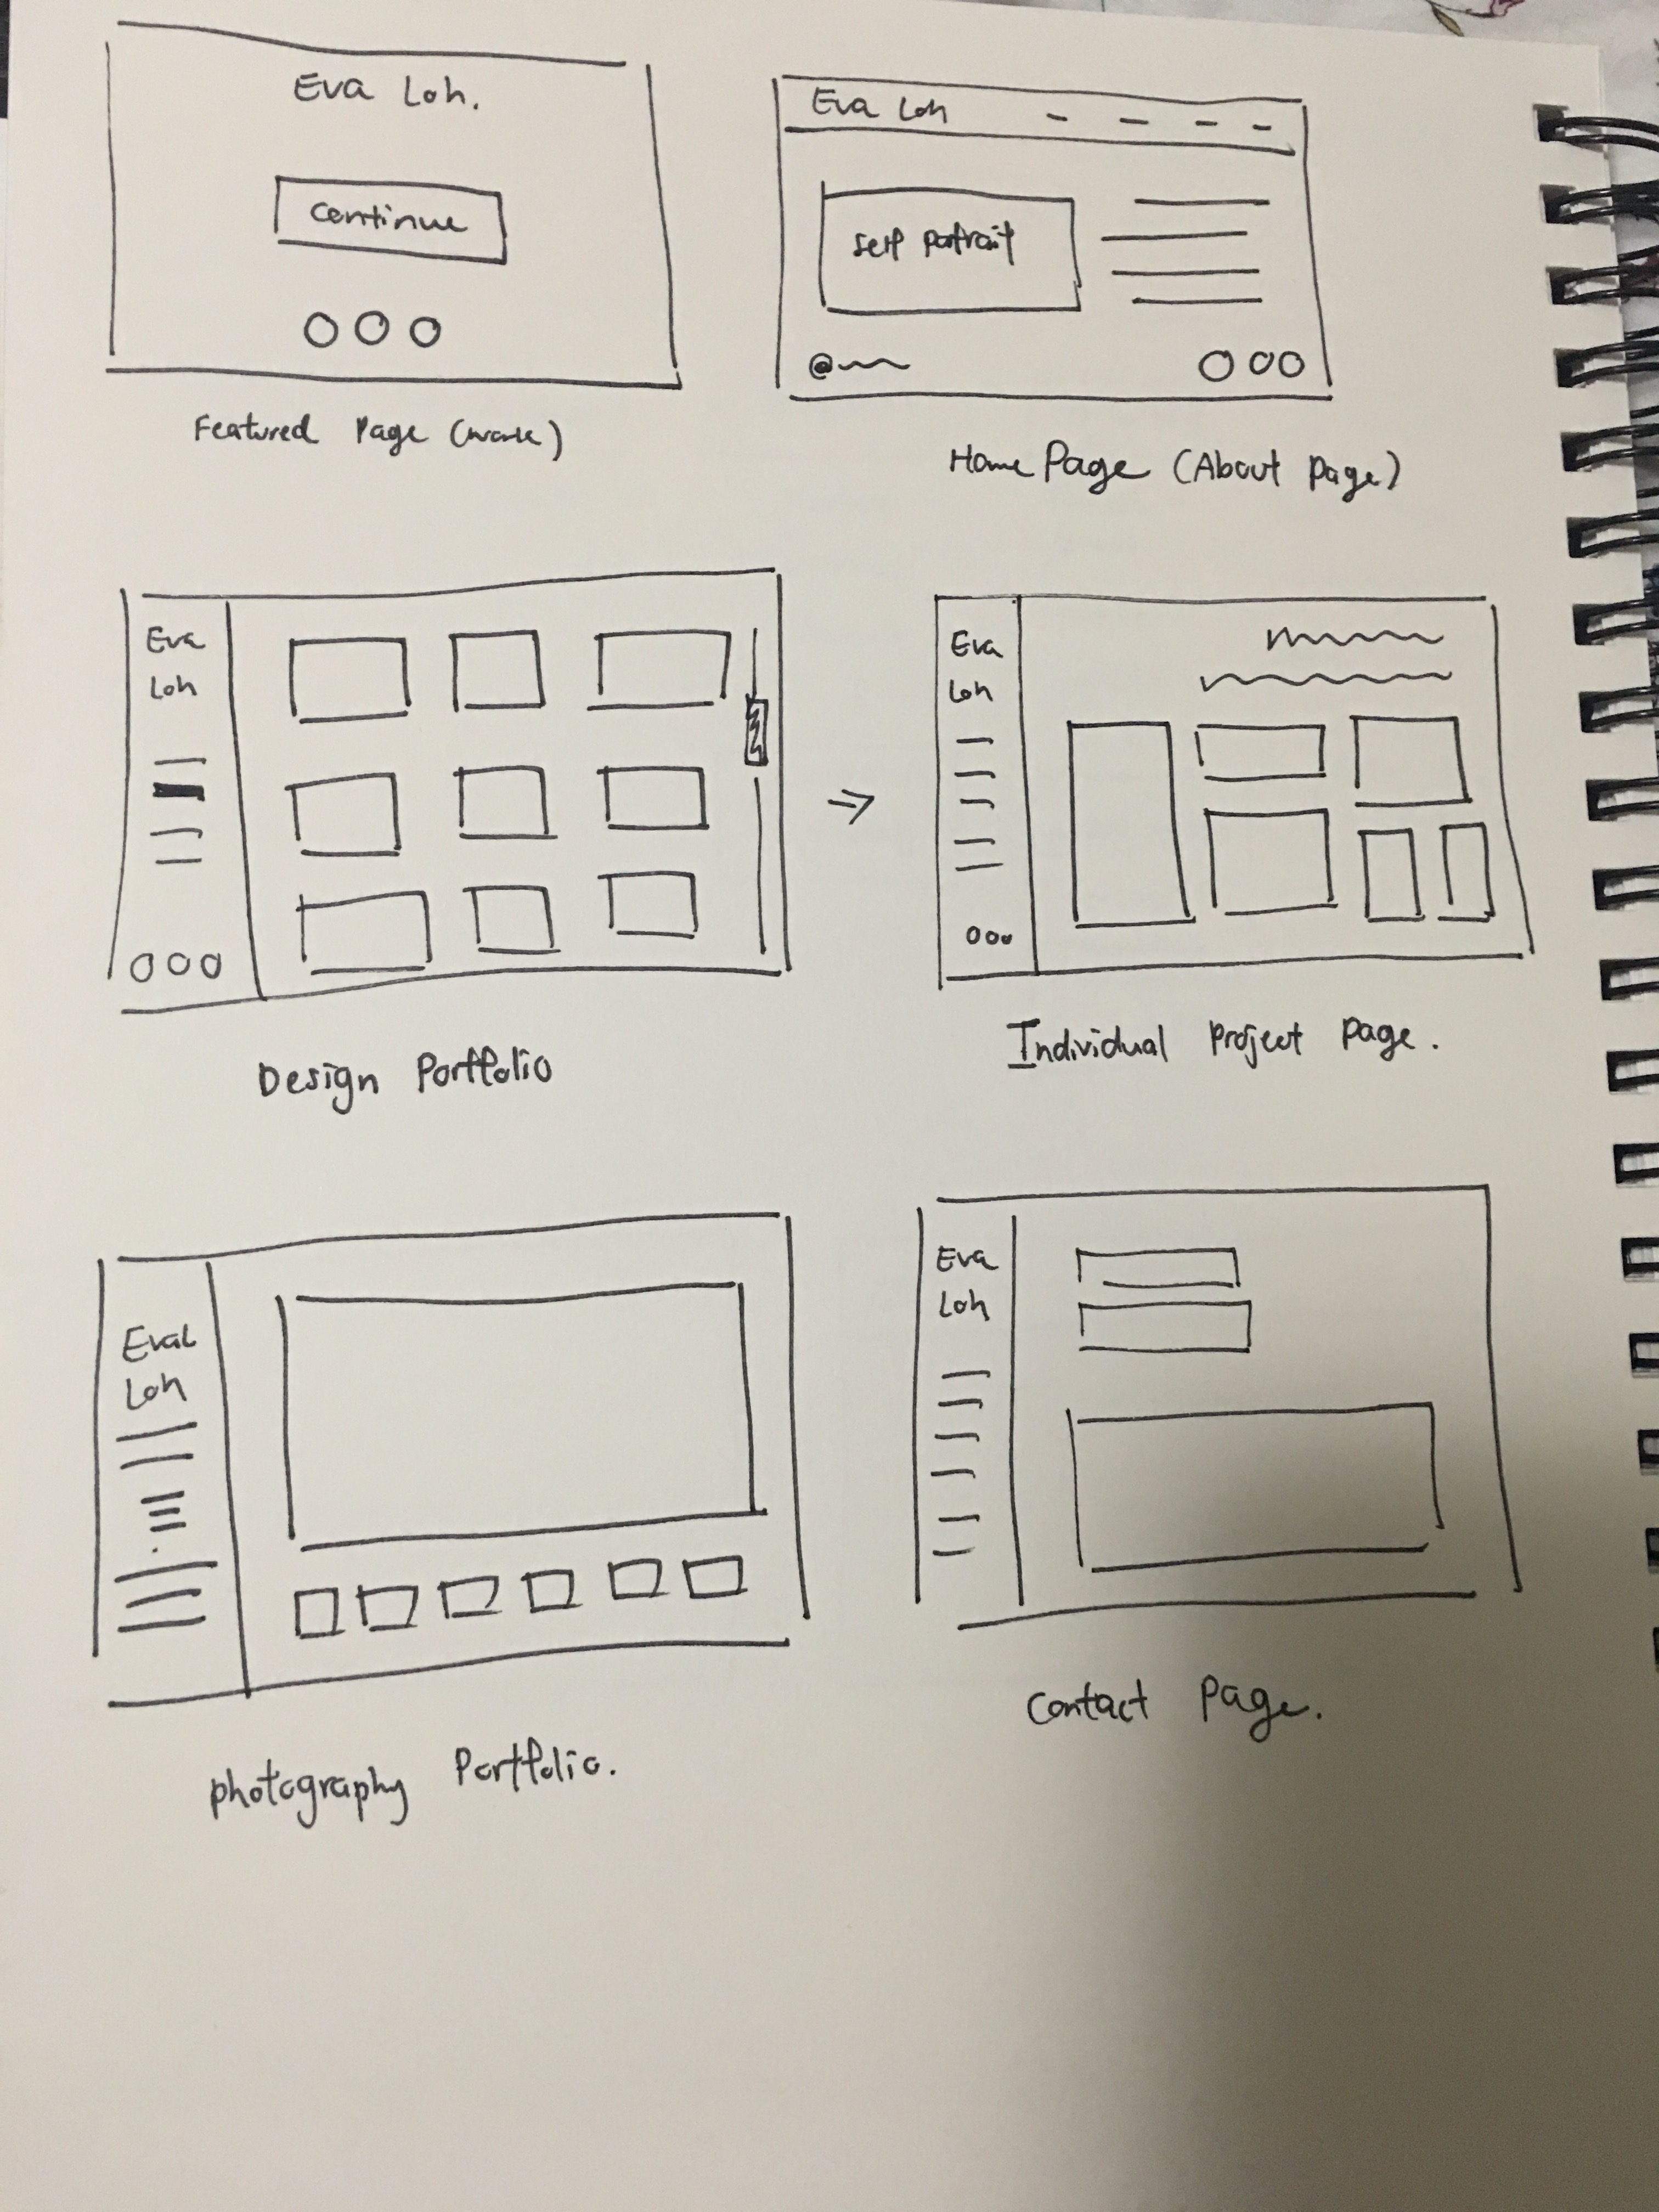 Eva Loh.
Continue
Featured Page (
Eva Loh
self portrait
@
Home Page (About Page)
Eva
Loh
Design Portfolio
Eva
Loh
Individual Project Page.
Eval
Loh
photography Portfolio.
Eva
Loh
Contact Page.